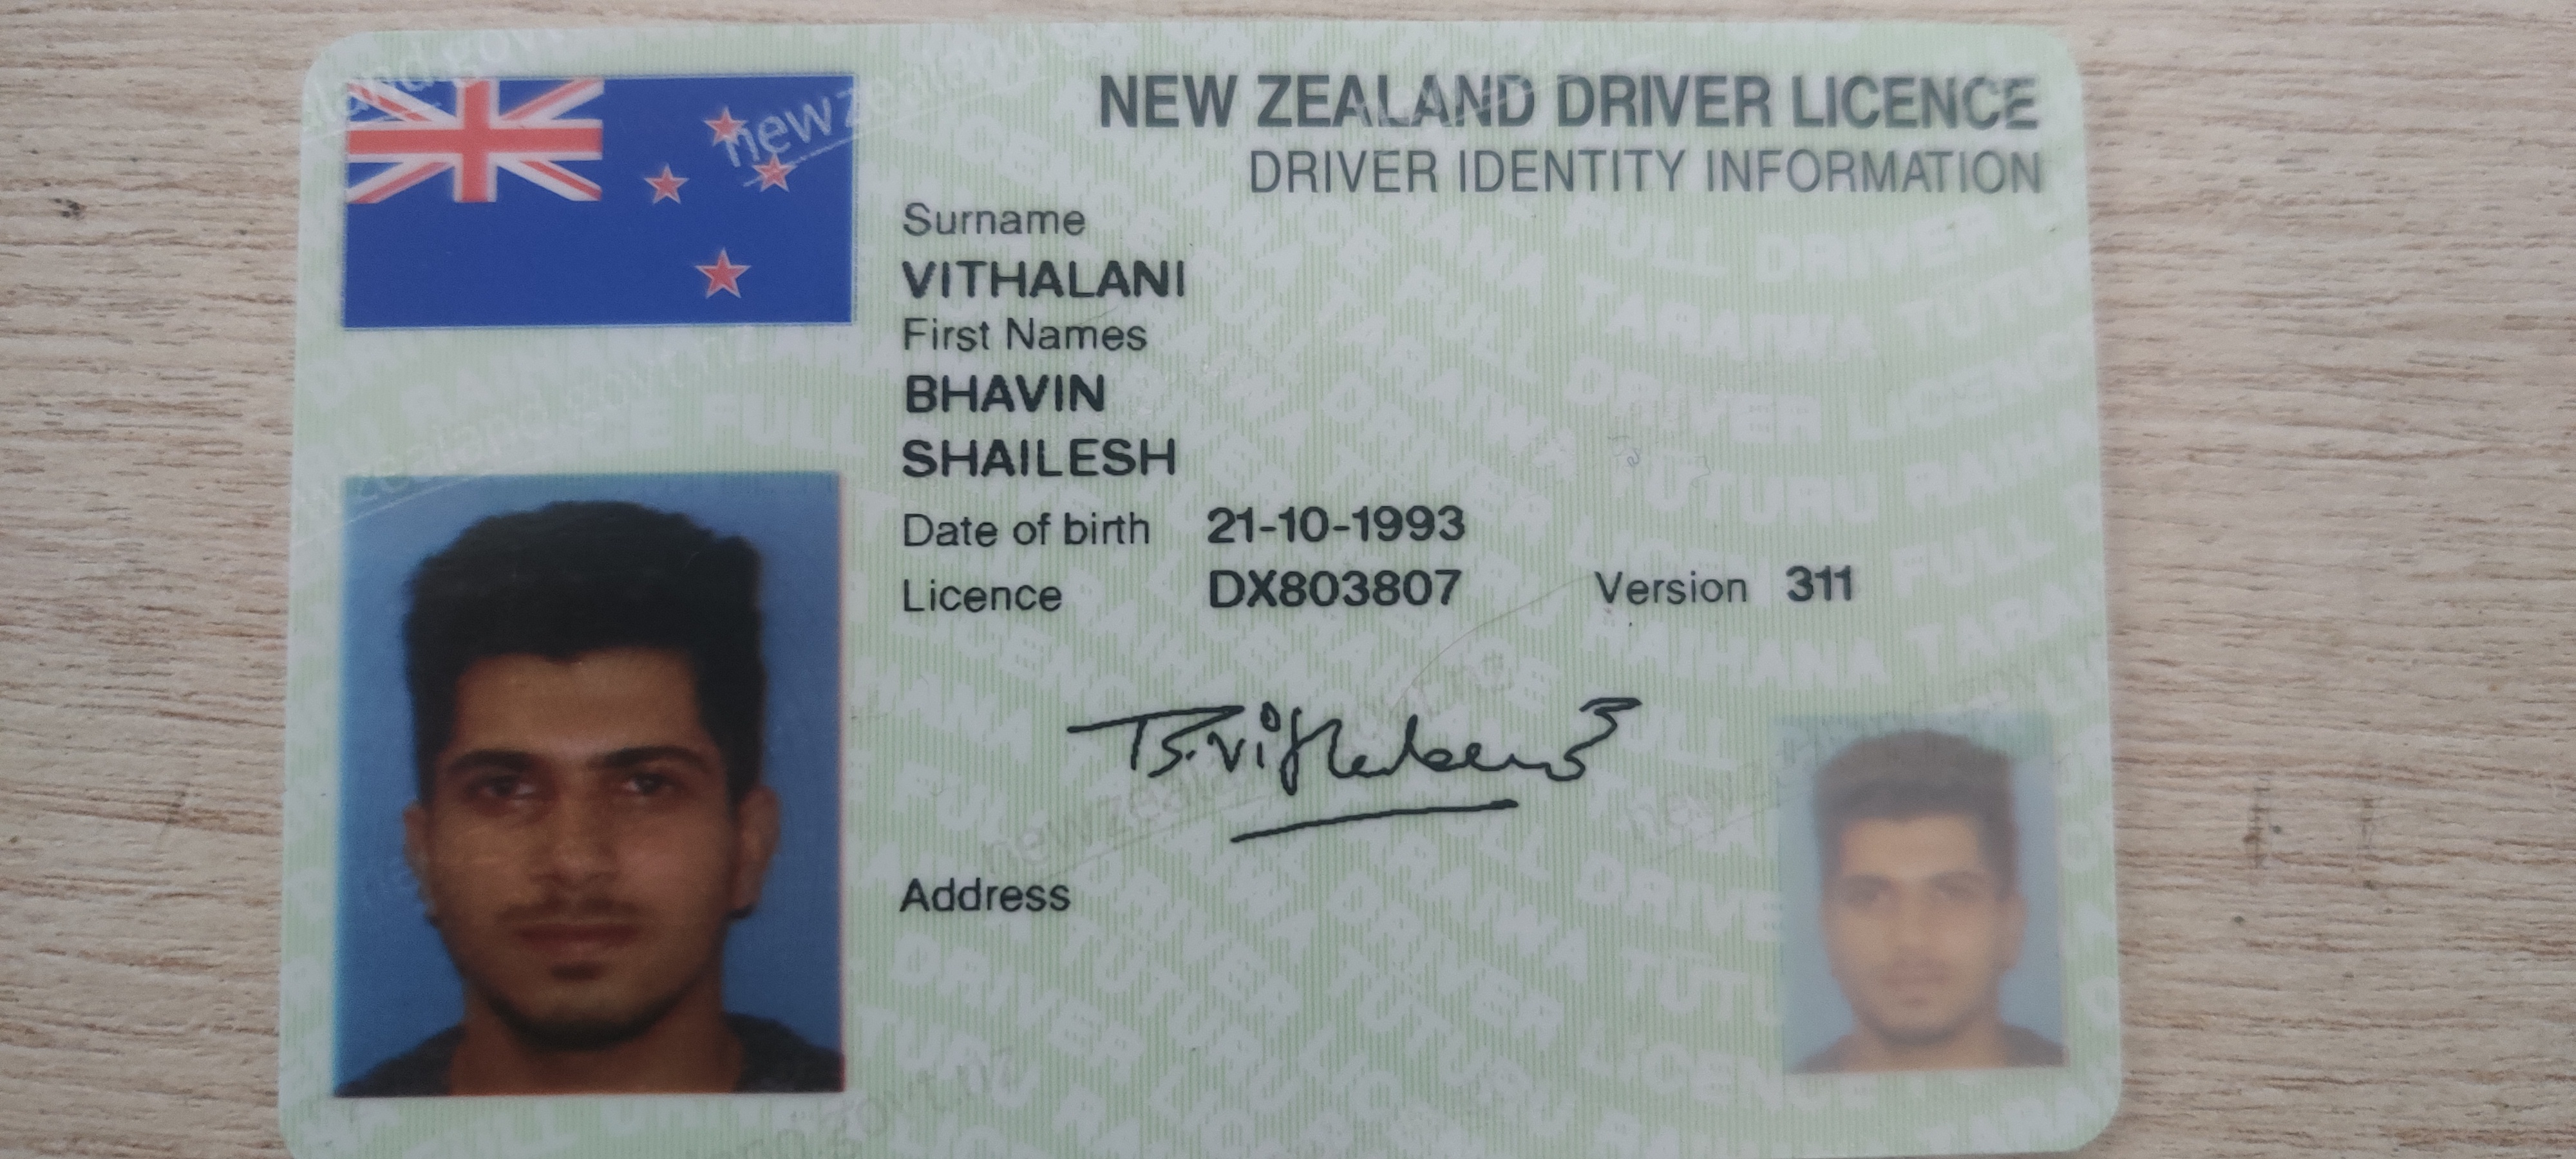 NEW ZEALAND DRIVER LICENCE
DRIVER IDENTITY INFORMATION
Surname
VITHALANI
First Names
BHAVIN
SHAILESH
Date of birth 21-10-1993
Licence DX803807 Version 311
Address